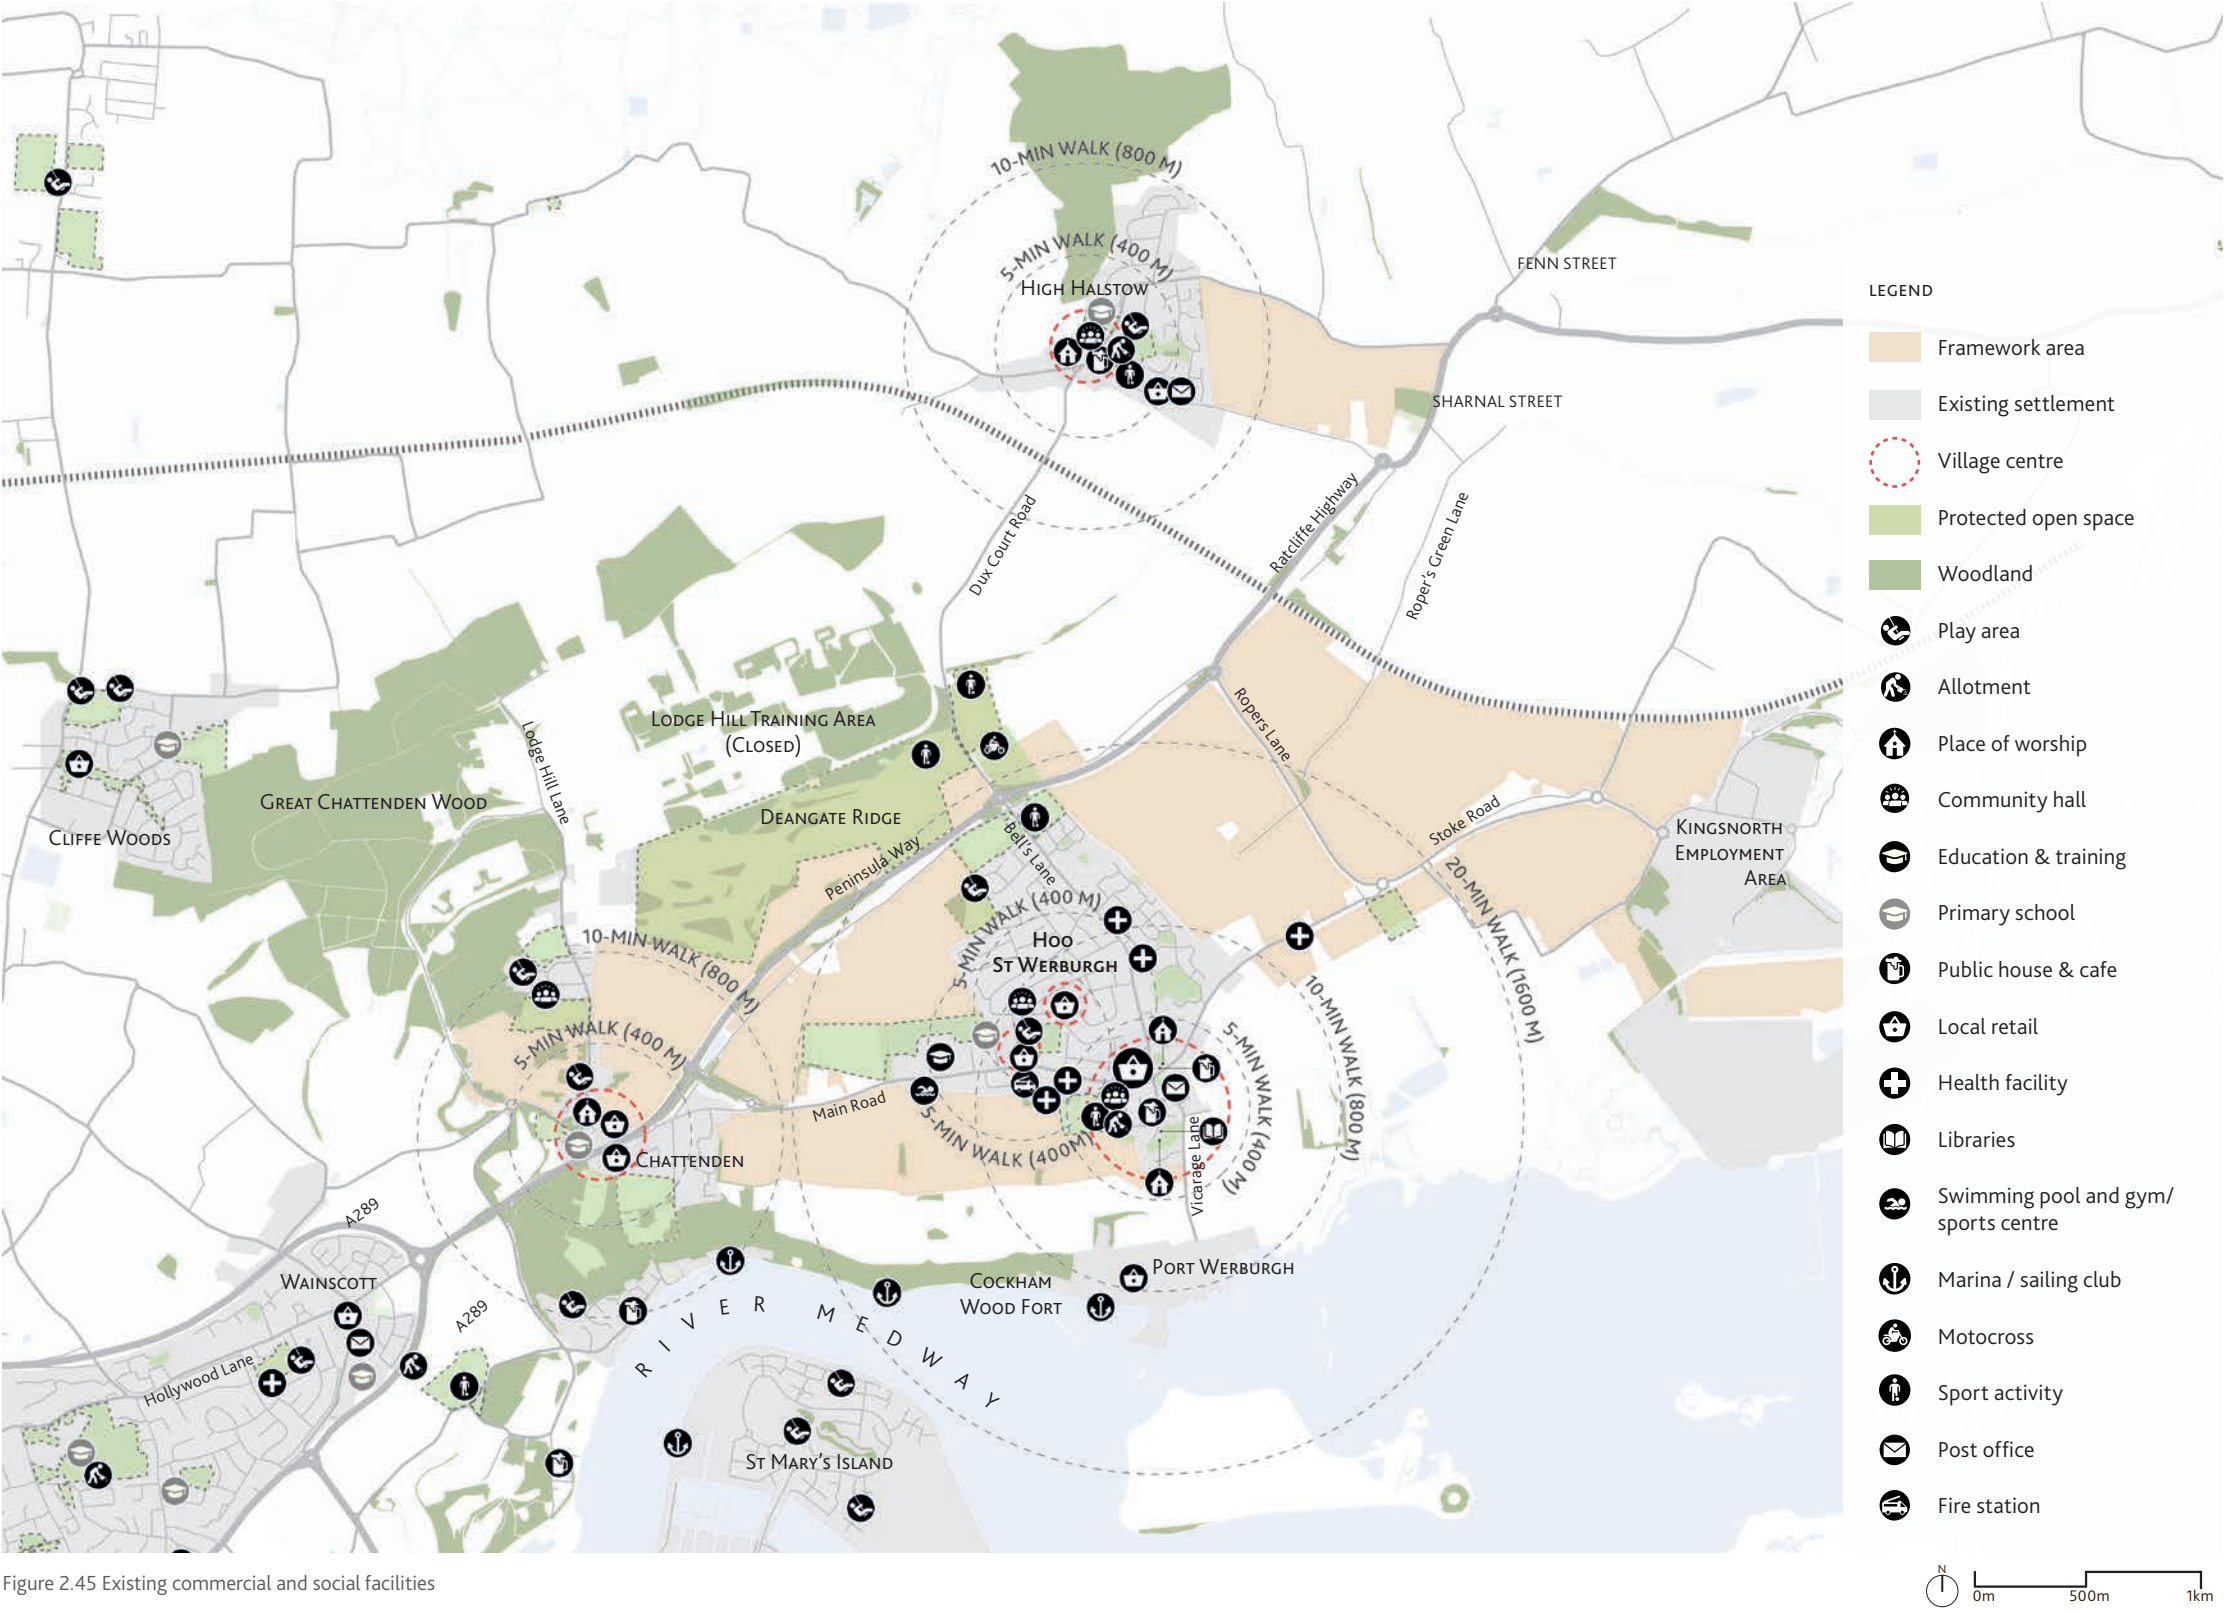 10-MIN WALK (800 M)
5-MIN WALK (400 M)
HIGH HALSTOW
FENN STREET
SHARNAL STREET
Dux Court Road
Ratcliffe Highway
Roper's Green Lane
Ropers Lane
Lodge Hill Lane
LODGE HILL TRAINING AREA
(CLOSED)
GREAT CHATTENDEN WOOD
DEANGATE RIDGE
CLIFFE WOODS
Peninsula Way
Bell's Lane
Stoke Road
KINGSNORTH
EMPLOYMENT
AREA
20-MIN WALK (1600 M)
5-MIN WALK (400 M)
HOO
ST WERBURGH
10-MIN WALK (800 M)
5-MIN WALK (400 M)
10-MIN WALK (800 M)
5-MIN WALK (400 M)
Main Road
5-MIN WALK (400M)
Vicarage Lane
CHATTENDEN
A289
WAINSCOTT
A289
Hollywood Lane
COCKHAM
WOOD FORT
PORT WERBURGH
RIVER MEDWAY
ST MARY'S ISLAND
LEGEND
Framework area
Existing settlement
Village centre
Protected open space
Woodland
Play area
Allotment
Place of worship
Community hall
Education & training
Primary school
Public house & cafe
Local retail
Health facility
Libraries
Swimming pool and gym/
sports centre
Marina / sailing club
Motocross
Sport activity
Post office
Fire station
Figure 2.45 Existing commercial and social facilities
N
0m 500m 1km